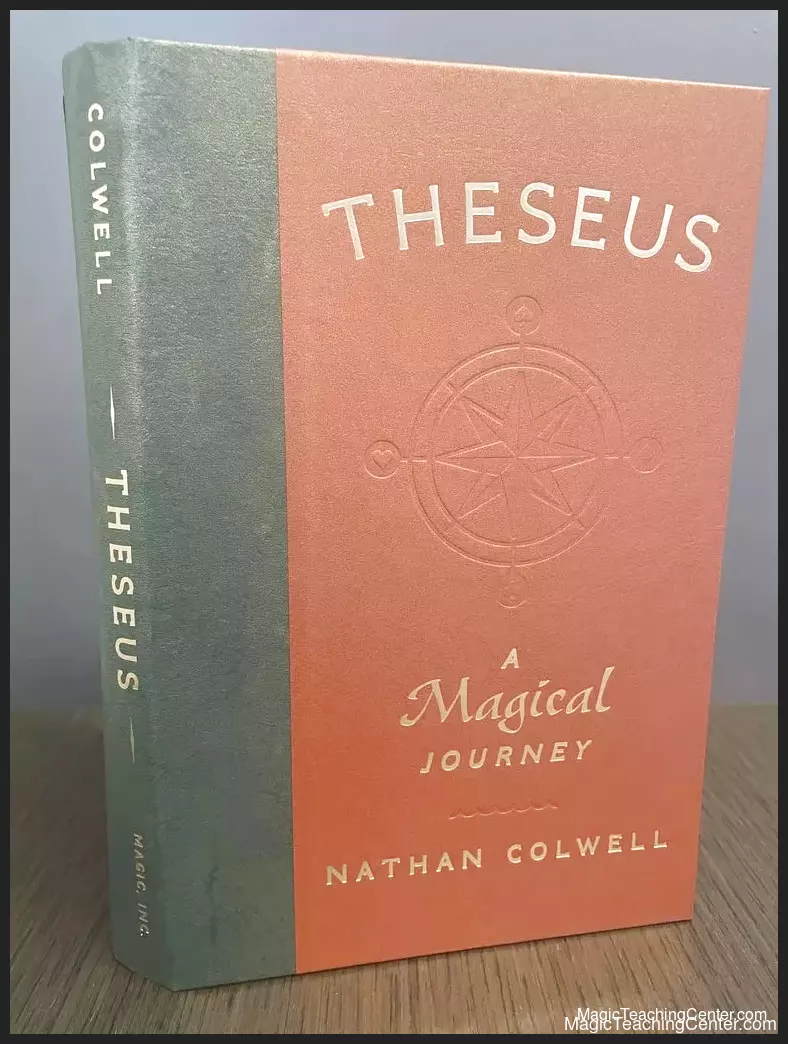 COLWELL
THESEUS
MAGIC, INC.
THESEUS
A
Magical
JOURNEY
NATHAN COLWELL
MagicTeachingCenter.com
MagicTeachingCenter.com